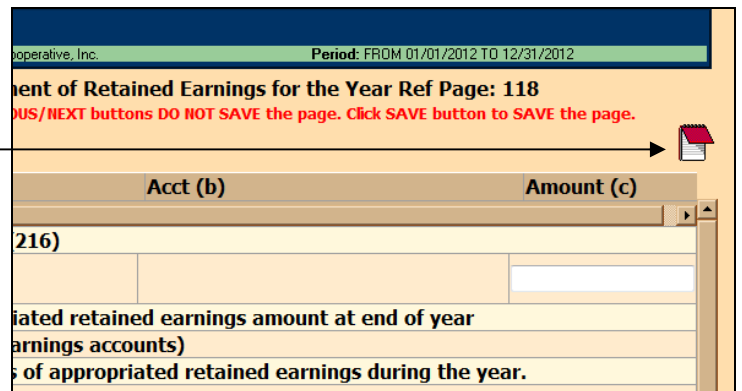 ooperative, Inc. Period: FROM 01/01/2012 TO 12/31/2012
ent of Retained Earnings for the Year Ref Page: 118
OUS/NEXT buttons DO NOT SAVE the page. Click SAVE button to SAVE the page.
Acct (b) Amount (c)
(216)
iated retained earnings amount at end of year
arnings accounts)
s of appropriated retained earnings during the year.